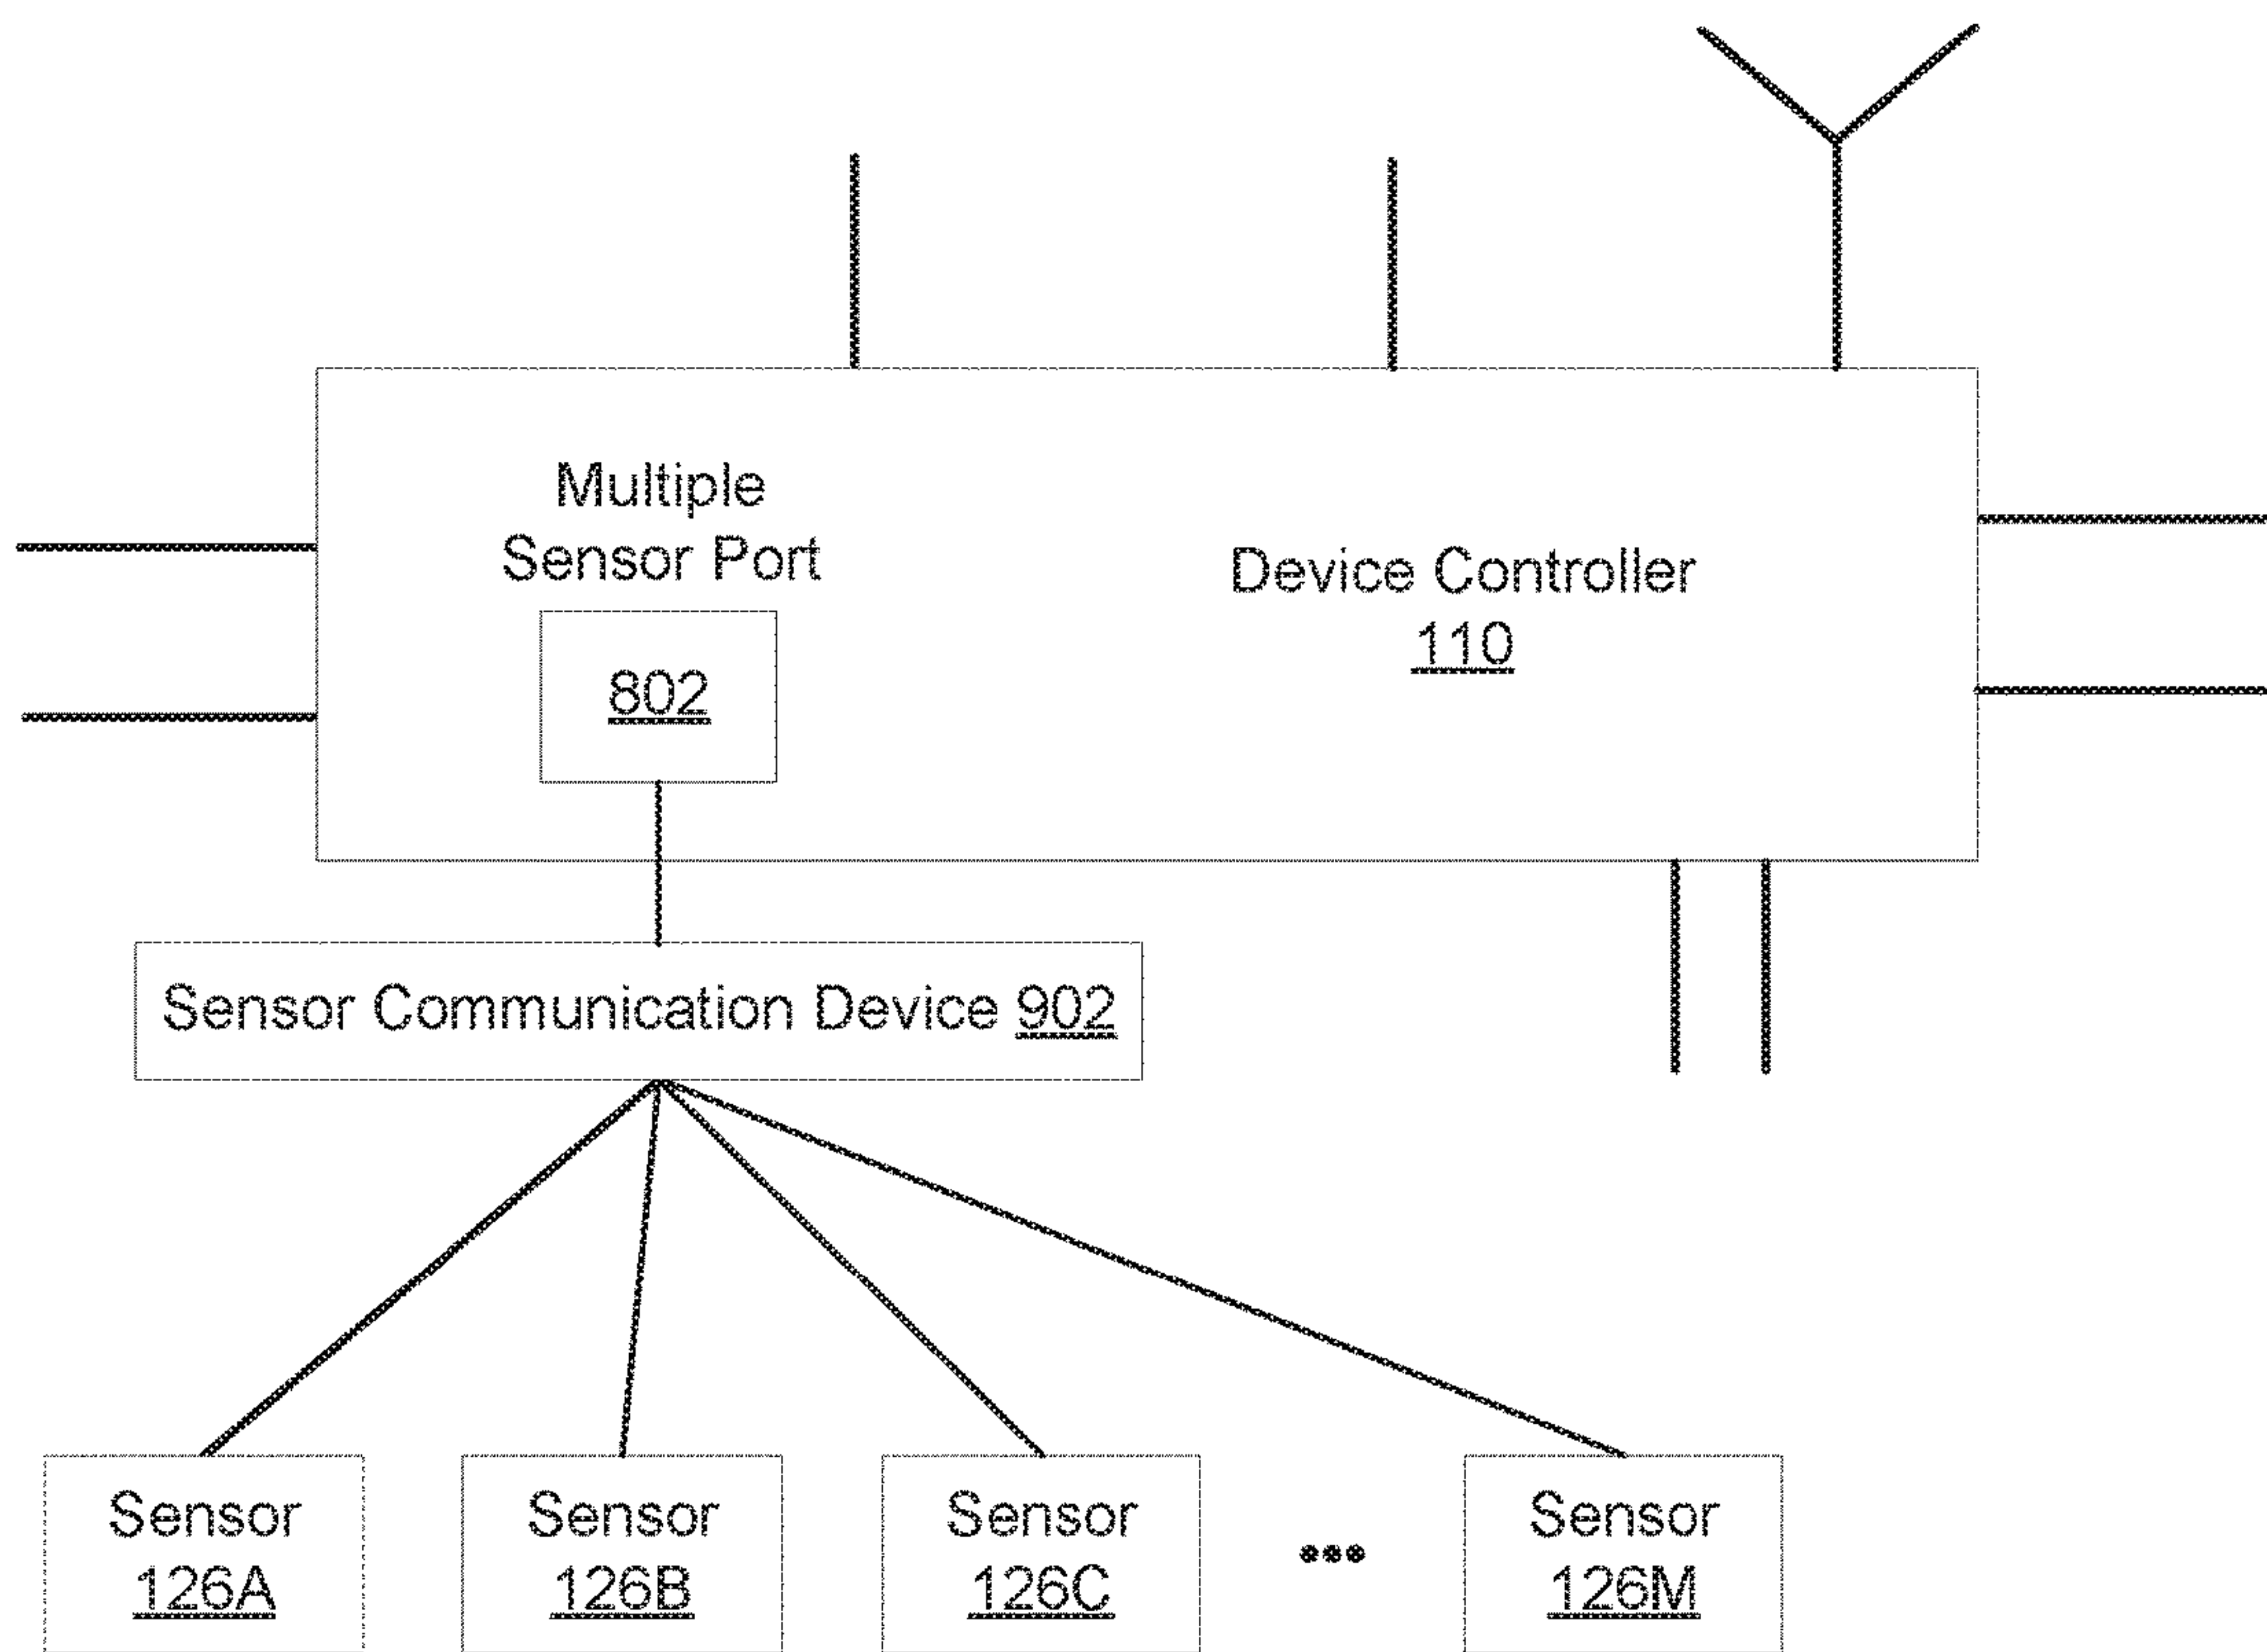 Multiple
Sensor Port
802
Device Controller
110
Sensor Communication Device 902
Sensor
126A
Sensor
126B
Sensor
126C
•••
Sensor
126M